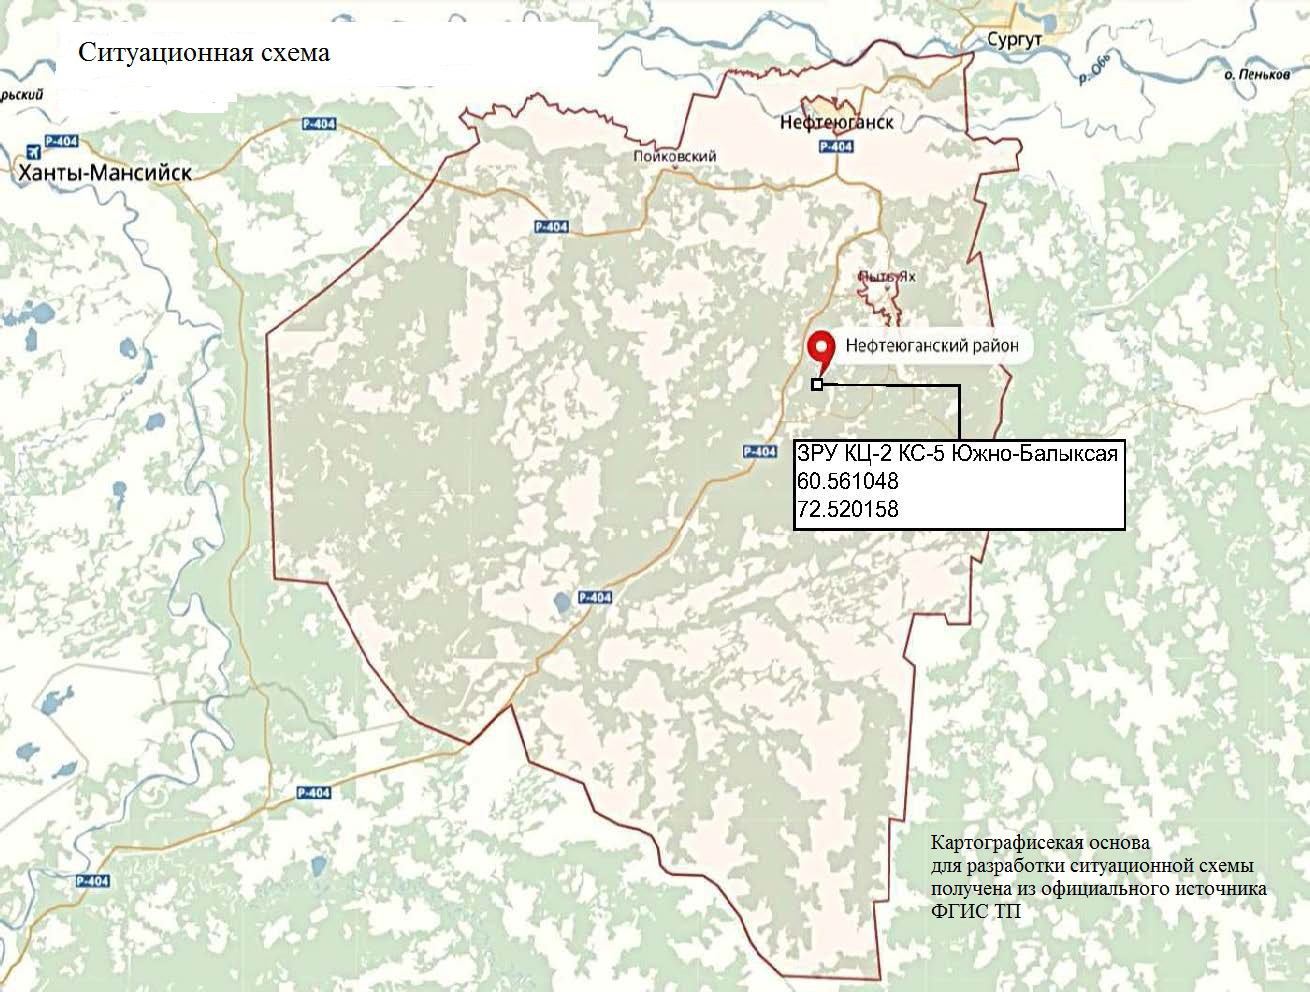 Ситуационная схема
Сургут
р. Обь
о. Пеньков
рьский
Р-404
Р-404
Нефтеюганск
Р-404
Пойковский
Ханты-Мансийск
Р-404
Пыть-Ях
Нефтеюганский район
Р-404
ЗРУ КЦ-2 КС-5 Южно-Балыксая
60.561048
72.520158
Р-404
Р-404
Картографисекая основа
для разработки ситуационной схемы
получена из официального источника
ФГИС ТП
Р-404